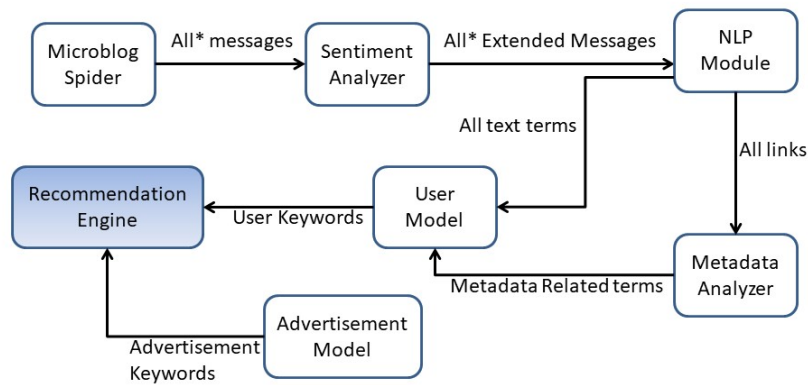 Microblog
Spider
All* messages
Sentiment
Analyzer
All* Extended Messages
NLP
Module
All text terms
All links
Recommendation
Engine
User Keywords
User
Model
Metadata Related terms
Metadata
Analyzer
Advertisement
Keywords
Advertisement
Model